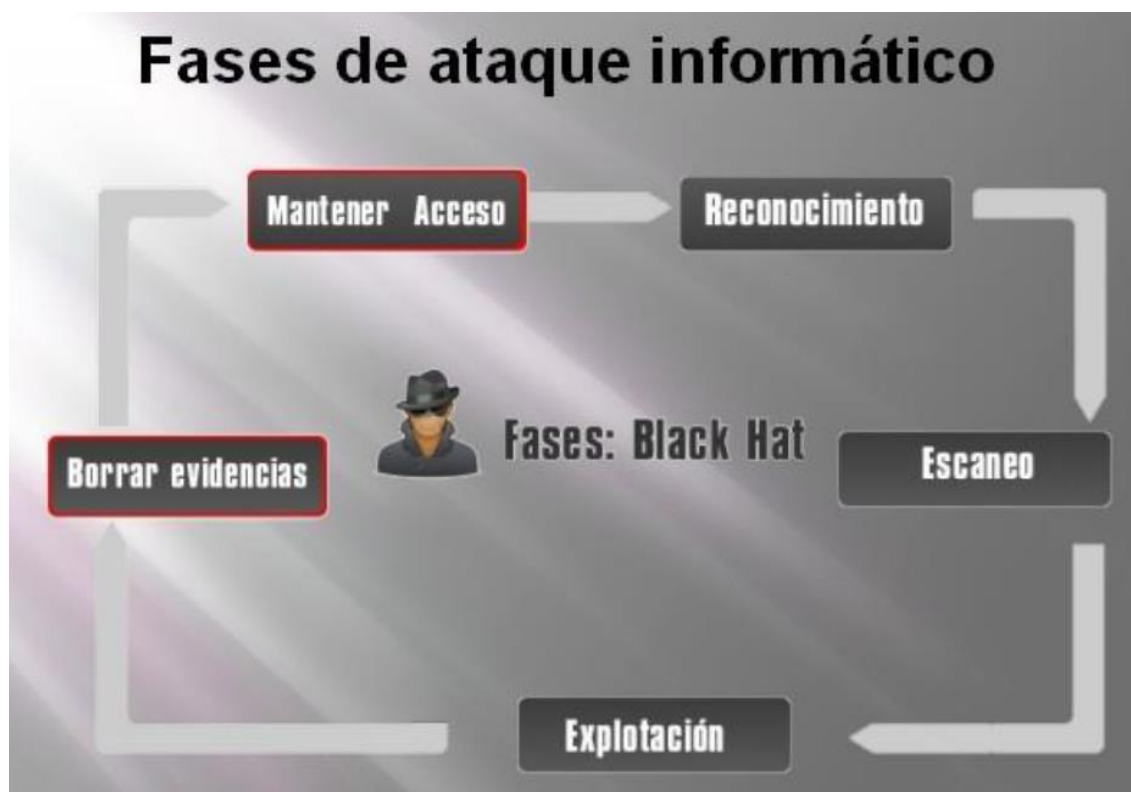 Fases de ataque informático
Mantener Acceso
Reconocimiento
Fases: Black Hat
Borrar evidencias
Escaneo
Explotación